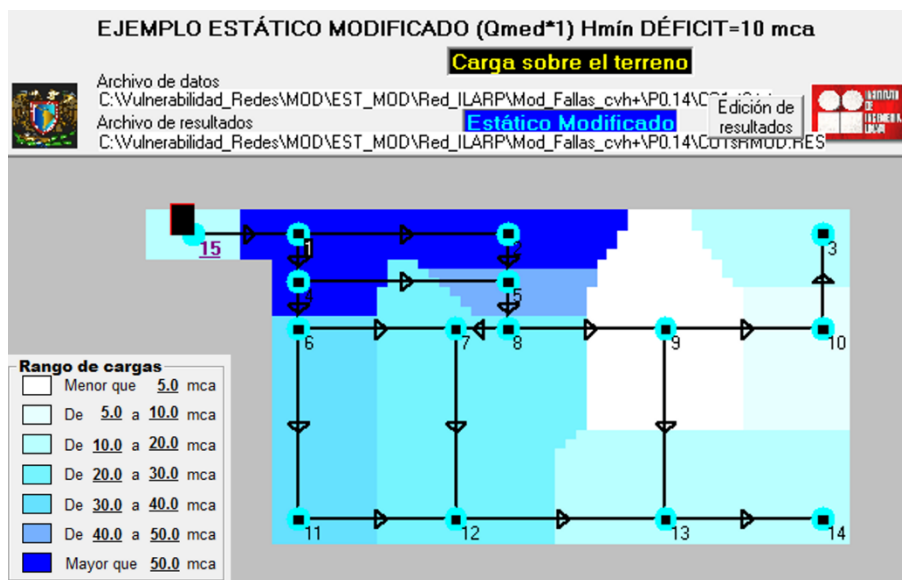 EJEMPLO ESTÁTICO MODIFICADO (Qmed*1) Hmín DÉFICIT=10 mca
Carga sobre el terreno
Archivo de datos
C:\Vulnerabilidad_Redes\MOD\EST_MOD\Red_ILARP\Mod_Fallas_cvh+\P0.14\
Archivo de resultados
Estático Modificado
Edición de
resultados
INSTITUTO
DE
C:\Vulnerabilidad_Redes\MOD\EST_MOD\Red_ILARP\Mod_Fallas_cvh+\P0.14\
15
1
2
3
4
5
6
7
8
9
10
Rango de cargas
Menor que 5.0 mca
De 5.0 a 10.0 mca
De 10.0 a 20.0 mca
De 20.0 a 30.0 mca
De 30.0 a 40.0 mca
De 40.0 a 50.0 mca
Mayor que 50.0 mca
11
12
13
14